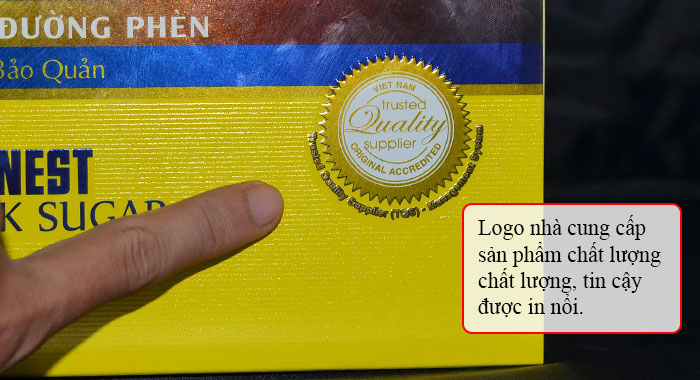 ĐƯỜNG PHÈN
Bảo Quản
NEST
K SUGAR
VIET NAM
trusted
Quality
supplier
ORIGINAL ACCREDITED
Trusted Quality Supplier (TQS) - Management System
Logo nhà cung cấp
sản phẩm chất lượng
chất lượng, tin cậy
được in nổi.